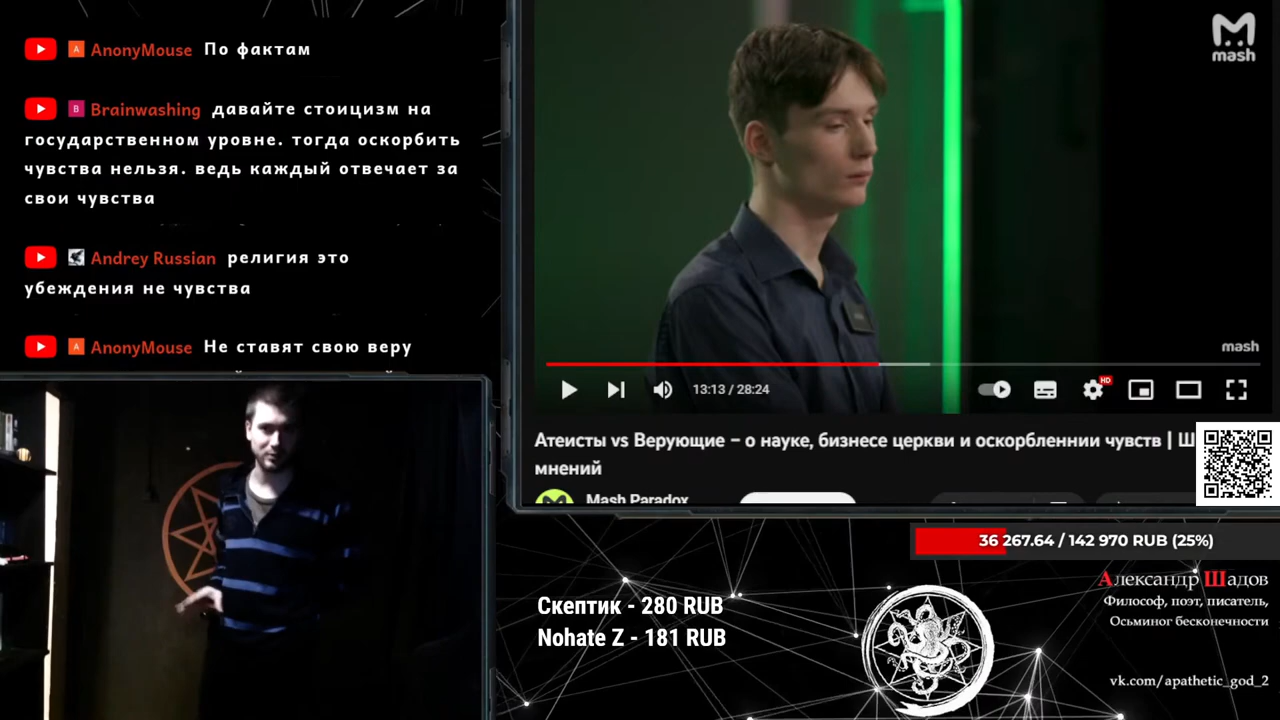 AnonyMouse По фактам
Brainwashing давайте стоицизм на
государственном уровне. тогда оскорбить
чувства нельзя. ведь каждый отвечает за
свои чувства
Andrey Russian религия это
убеждения не чувства
AnonyMouse Не ставят свою веру
mash
mash
13:13 / 28:24
HD
Атеисты vs Верующие – о науке, бизнесе церкви и оскорбленнии чувств | Ш
мнений
Mash Paradox
36 267.64 / 142 970 RUB (25%)
Скептик - 280 RUB
Nohate Z - 181 RUB
Александр Шадов
Философ, поэт, писатель,
Осьминог бесконечности
vk.com/apathetic_god_2